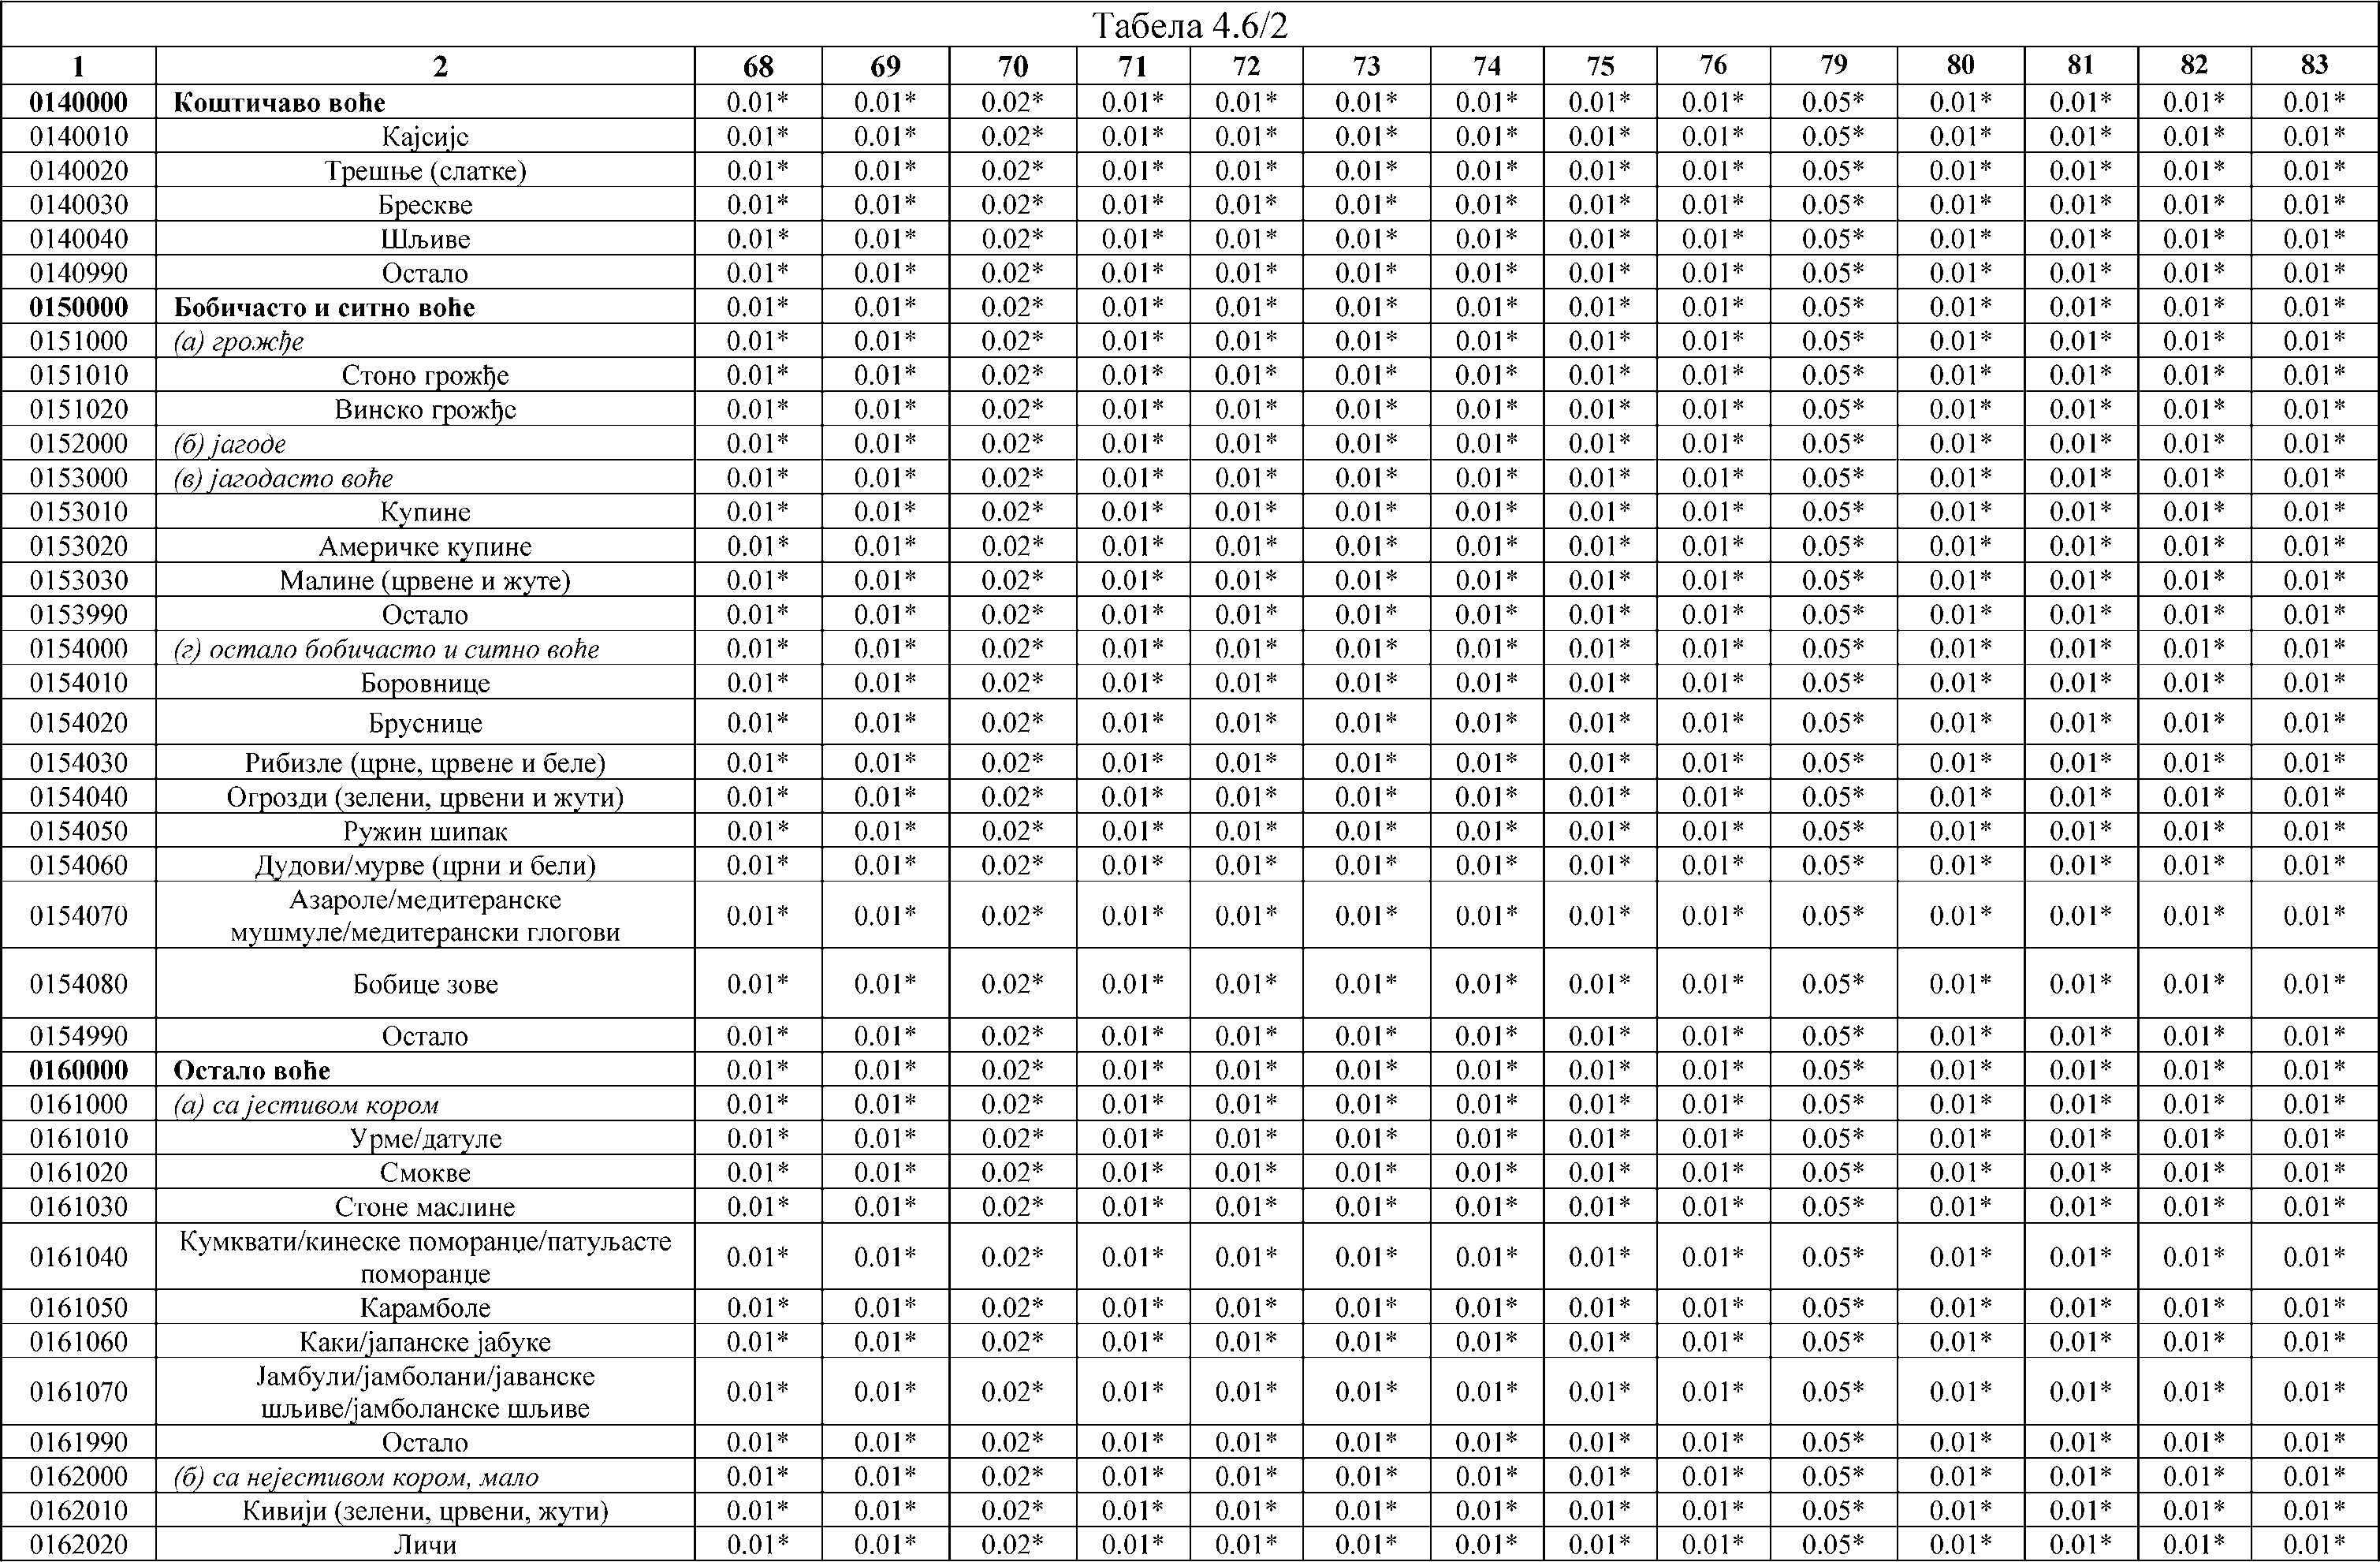 Табела 4.6/2
1 2 68 69 70 71 72 73 74 75 76 79 80 81 82 83
0140000 Коштичаво воће 0.01* 0.01* 0.02* 0.01* 0.01* 0.01* 0.01* 0.01* 0.01* 0.05* 0.01* 0.01* 0.01* 0.01*
0140010 Кајсије 0.01* 0.01* 0.02* 0.01* 0.01* 0.01* 0.01* 0.01* 0.01* 0.05* 0.01* 0.01* 0.01* 0.01*
0140020 Трешње (слатке) 0.01* 0.01* 0.02* 0.01* 0.01* 0.01* 0.01* 0.01* 0.01* 0.05* 0.01* 0.01* 0.01* 0.01*
0140030 Брескве 0.01* 0.01* 0.02* 0.01* 0.01* 0.01* 0.01* 0.01* 0.01* 0.05* 0.01* 0.01* 0.01* 0.01*
0140040 Шљиве 0.01* 0.01* 0.02* 0.01* 0.01* 0.01* 0.01* 0.01* 0.01* 0.05* 0.01* 0.01* 0.01* 0.01*
0140990 Остало 0.01* 0.01* 0.02* 0.01* 0.01* 0.01* 0.01* 0.01* 0.01* 0.05* 0.01* 0.01* 0.01* 0.01*
0150000 Бобичасто и ситно воће 0.01* 0.01* 0.02* 0.01* 0.01* 0.01* 0.01* 0.01* 0.01* 0.05* 0.01* 0.01* 0.01* 0.01*
0151000 (а) грожђе 0.01* 0.01* 0.02* 0.01* 0.01* 0.01* 0.01* 0.01* 0.01* 0.05* 0.01* 0.01* 0.01* 0.01*
0151010 Стоно грожђе 0.01* 0.01* 0.02* 0.01* 0.01* 0.01* 0.01* 0.01* 0.01* 0.05* 0.01* 0.01* 0.01* 0.01*
0151020 Винско грожђе 0.01* 0.01* 0.02* 0.01* 0.01* 0.01* 0.01* 0.01* 0.01* 0.05* 0.01* 0.01* 0.01* 0.01*
0152000 (б) јагоде 0.01* 0.01* 0.02* 0.01* 0.01* 0.01* 0.01* 0.01* 0.01* 0.05* 0.01* 0.01* 0.01* 0.01*
0153000 (в) јагодасто воће 0.01* 0.01* 0.02* 0.01* 0.01* 0.01* 0.01* 0.01* 0.01* 0.05* 0.01* 0.01* 0.01* 0.01*
0153010 Купине 0.01* 0.01* 0.02* 0.01* 0.01* 0.01* 0.01* 0.01* 0.01* 0.05* 0.01* 0.01* 0.01* 0.01*
0153020 Америчке купине 0.01* 0.01* 0.02* 0.01* 0.01* 0.01* 0.01* 0.01* 0.01* 0.05* 0.01* 0.01* 0.01* 0.01*
0153030 Малине (црвене и жуте) 0.01* 0.01* 0.02* 0.01* 0.01* 0.01* 0.01* 0.01* 0.01* 0.05* 0.01* 0.01* 0.01* 0.01*
0153990 Остало 0.01* 0.01* 0.02* 0.01* 0.01* 0.01* 0.01* 0.01* 0.01* 0.05* 0.01* 0.01* 0.01* 0.01*
0154000 (г) остало бобичасто и ситно воће 0.01* 0.01* 0.02* 0.01* 0.01* 0.01* 0.01* 0.01* 0.01* 0.05* 0.01* 0.01* 0.01* 0.01*
0154010 Боровнице 0.01* 0.01* 0.02* 0.01* 0.01* 0.01* 0.01* 0.01* 0.01* 0.05* 0.01* 0.01* 0.01* 0.01*
0154020 Бруснице 0.01* 0.01* 0.02* 0.01* 0.01* 0.01* 0.01* 0.01* 0.01* 0.05* 0.01* 0.01* 0.01* 0.01*
0154030 Рибизле (црне, црвене и беле) 0.01* 0.01* 0.02* 0.01* 0.01* 0.01* 0.01* 0.01* 0.01* 0.05* 0.01* 0.01* 0.01* 0.01*
0154040 Огрозди (зелени, црвени и жути) 0.01* 0.01* 0.02* 0.01* 0.01* 0.01* 0.01* 0.01* 0.01* 0.05* 0.01* 0.01* 0.01* 0.01*
0154050 Ружин шипак 0.01* 0.01* 0.02* 0.01* 0.01* 0.01* 0.01* 0.01* 0.01* 0.05* 0.01* 0.01* 0.01* 0.01*
0154060 Дудови/мурве (црни и бели) 0.01* 0.01* 0.02* 0.01* 0.01* 0.01* 0.01* 0.01* 0.01* 0.05* 0.01* 0.01* 0.01* 0.01*
0154070 Азароле/медитеранске
мушмуле/медитерански глогови 0.01* 0.01* 0.02* 0.01* 0.01* 0.01* 0.01* 0.01* 0.01* 0.05* 0.01* 0.01* 0.01* 0.01*
0154080 Бобице зове 0.01* 0.01* 0.02* 0.01* 0.01* 0.01* 0.01* 0.01* 0.01* 0.05* 0.01* 0.01* 0.01* 0.01*
0154990 Остало 0.01* 0.01* 0.02* 0.01* 0.01* 0.01* 0.01* 0.01* 0.01* 0.05* 0.01* 0.01* 0.01* 0.01*
0160000 Остало воће 0.01* 0.01* 0.02* 0.01* 0.01* 0.01* 0.01* 0.01* 0.01* 0.05* 0.01* 0.01* 0.01* 0.01*
0161000 (а) са јестивом кором 0.01* 0.01* 0.02* 0.01* 0.01* 0.01* 0.01* 0.01* 0.01* 0.05* 0.01* 0.01* 0.01* 0.01*
0161010 Урме/датуле 0.01* 0.01* 0.02* 0.01* 0.01* 0.01* 0.01* 0.01* 0.01* 0.05* 0.01* 0.01* 0.01* 0.01*
0161020 Смокве 0.01* 0.01* 0.02* 0.01* 0.01* 0.01* 0.01* 0.01* 0.01* 0.05* 0.01* 0.01* 0.01* 0.01*
0161030 Стоне маслине 0.01* 0.01* 0.02* 0.01* 0.01* 0.01* 0.01* 0.01* 0.01* 0.05* 0.01* 0.01* 0.01* 0.01*
0161040 Кумквати/кинеске поморанџе/патуљасте
поморанџе 0.01* 0.01* 0.02* 0.01* 0.01* 0.01* 0.01* 0.01* 0.01* 0.05* 0.01* 0.01* 0.01* 0.01*
0161050 Карамболе 0.01* 0.01* 0.02* 0.01* 0.01* 0.01* 0.01* 0.01* 0.01* 0.05* 0.01* 0.01* 0.01* 0.01*
0161060 Каки/јапанске јабуке 0.01* 0.01* 0.02* 0.01* 0.01* 0.01* 0.01* 0.01* 0.01* 0.05* 0.01* 0.01* 0.01* 0.01*
0161070 Јамбули/јамболани/јаванске
шљиве/јамболанске шљиве 0.01* 0.01* 0.02* 0.01* 0.01* 0.01* 0.01* 0.01* 0.01* 0.05* 0.01* 0.01* 0.01* 0.01*
0161990 Остало 0.01* 0.01* 0.02* 0.01* 0.01* 0.01* 0.01* 0.01* 0.01* 0.05* 0.01* 0.01* 0.01* 0.01*
0162000 (б) са нејестивом кором, мало 0.01* 0.01* 0.02* 0.01* 0.01* 0.01* 0.01* 0.01* 0.01* 0.05* 0.01* 0.01* 0.01* 0.01*
0162010 Кивији (зелени, црвени, жути) 0.01* 0.01* 0.02* 0.01* 0.01* 0.01* 0.01* 0.01* 0.01* 0.05* 0.01* 0.01* 0.01* 0.01*
0162020 Личи 0.01* 0.01* 0.02* 0.01* 0.01* 0.01* 0.01* 0.01* 0.01* 0.05* 0.01* 0.01* 0.01* 0.01*